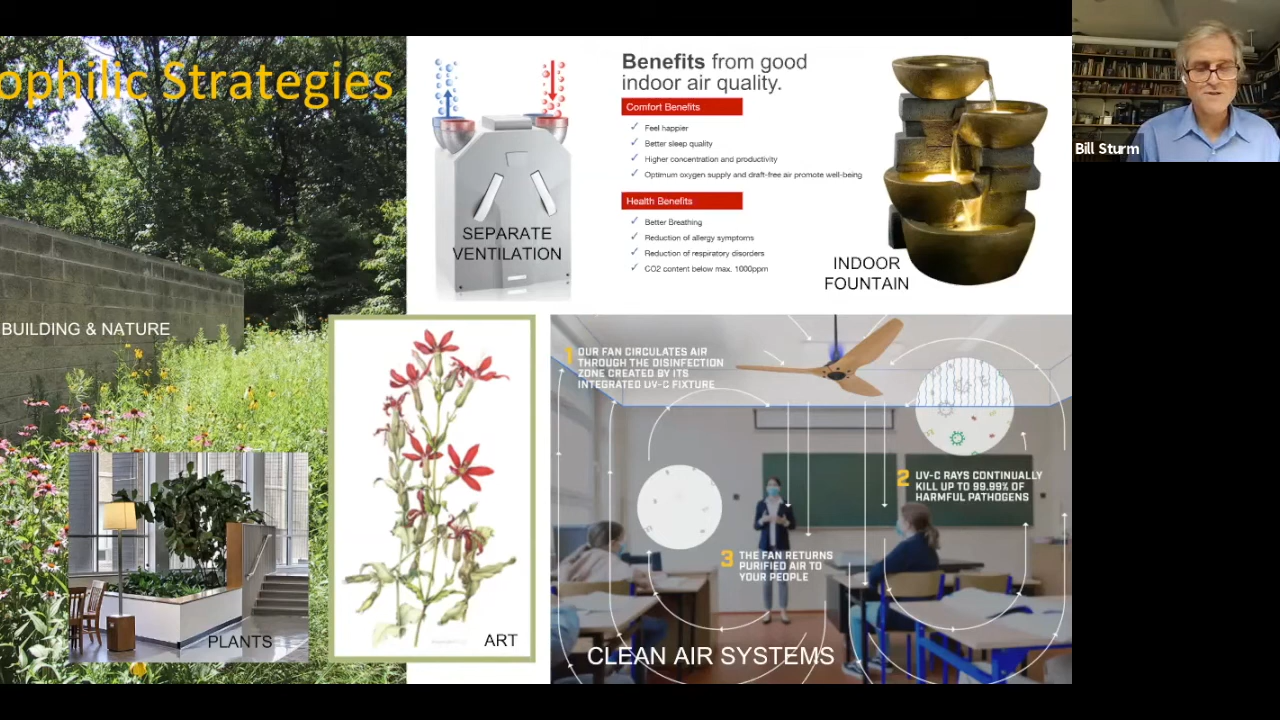 ophilic Strategies
Benefits from good
indoor air quality.
Comfort Benefits
✓ Feel happier
✓ Better sleep quality
✓ Higher concentration and productivity
✓ Optimum oxygen supply and draft-free air promote well-being
Health Benefits
✓ Better Breathing
✓ Reduction of allergy symptoms
✓ Reduction of respiratory disorders
✓ CO2 content below max. 1000ppm
SEPARATE
VENTILATION
INDOOR
FOUNTAIN
Bill Sturm
BUILDING & NATURE
PLANTS
ART
1 OUR FAN CIRCULATES AIR
THROUGH THE DISINFECTION
ZONE CREATED BY ITS
INTEGRATED UV-C FIXTURE
2 UV-C RAYS CONTINUALLY
KILL UP TO 99.99% OF
HARMFUL PATHOGENS
3 THE FAN RETURNS
PURIFIED AIR TO
YOUR PEOPLE
CLEAN AIR SYSTEMS